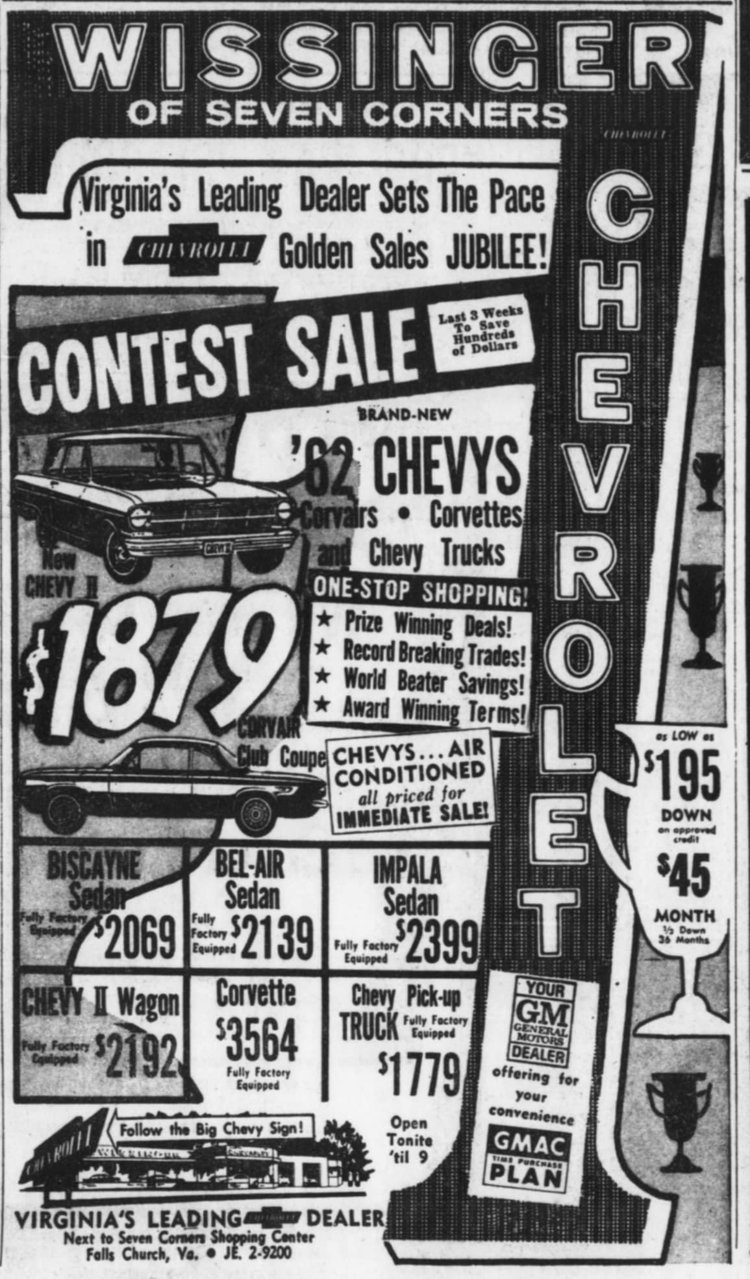 WISSINGER
OF SEVEN CORNERS
CHEVROLET
CHEVROLET
Virginia's Leading Dealer Sets The Pace
in CHEVROLET Golden Sales JUBILEE!
CONTEST SALE
Last 3 Weeks
To Save
Hundreds
of Dollars
BRAND-NEW
'62 CHEVYS
Corvairs • Corvettes
and Chevy Trucks
CHEVY II
New
CHEVY II
$1879
ONE-STOP SHOPPING!
★ Prize Winning Deals!
★ Record Breaking Trades!
★ World Beater Savings!
★ Award Winning Terms!
CORVAIR
Club Coupe
CHEVYS...AIR
CONDITIONED
all priced for
IMMEDIATE SALE!
as LOW as
$195
DOWN
on approved
credit
$45
MONTH
1/3 Down
36 Months
BISCAYNE
Sedan
Fully Factory
Equipped
$2069
BEL-AIR
Sedan
Fully
Factory
Equipped
$2139
IMPALA
Sedan
Fully Factory
Equipped
$2399
CHEVY II Wagon
Fully Factory
Equipped
$2192
Corvette
$3564
Fully Factory
Equipped
Chevy Pick-up
TRUCK Fully Factory
Equipped
$1779
YOUR
GM
GENERAL
MOTORS
DEALER
offering for
your
convenience
GMAC
TIME PURCHASE
PLAN
Follow the Big Chevy Sign!
CHEVROLET
WISSINGER
CHEVROLET
Open
Tonite
'til 9
VIRGINIA'S LEADING CHEVROLET DEALER
Next to Seven Corners Shopping Center
Falls Church, Va. • JE. 2-9200